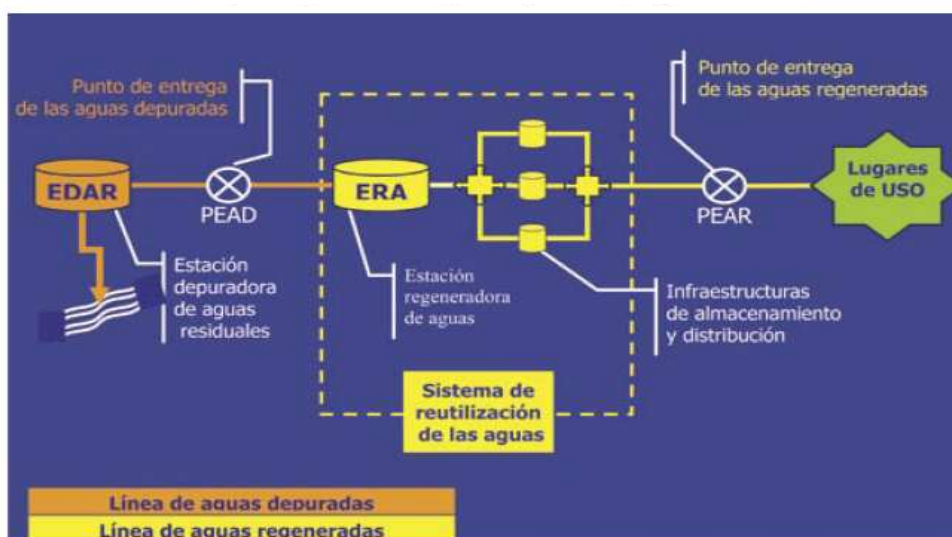 Punto de entrega
de las aguas depuradas
Punto de entrega
de las aguas regeneradas
EDAR
PEAD
ERA
PEAR
Lugares
de USO
Estación
depuradora
de aguas
residuales
Estación
regeneradora
de aguas
Infraestructuras
de almacenamiento
y distribución
Sistema de
reutilización
de las aguas
Línea de aguas depuradas
Línea de aguas regeneradas